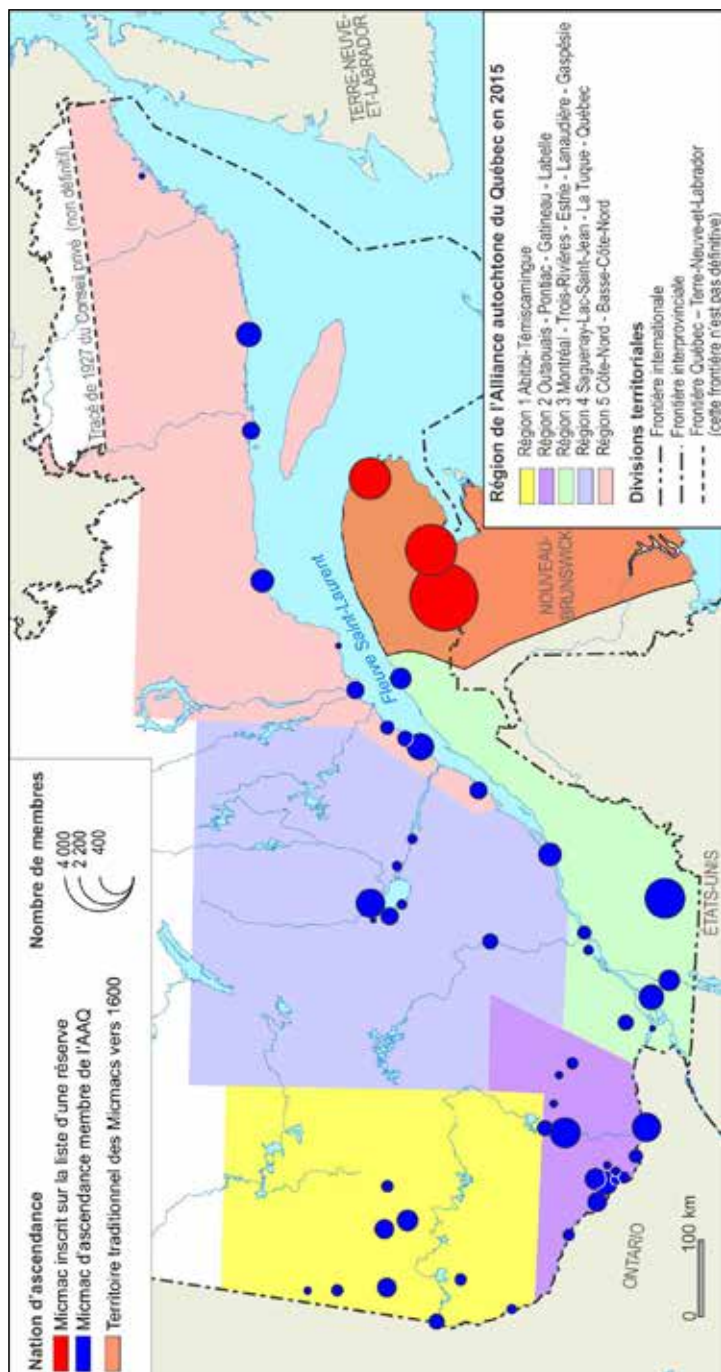 Nation d'ascendance
Micmac inscrit sur la liste d'une réserve
Micmac d'ascendance membre de l'AAQ
Territoire traditionnel des Micmacs vers 1600
Nombre de membres
4 000
2 200
400
Tracé de 1927 du Conseil privé (non définitif)
TERRE-NEUVE-
ET-LABRADOR
Fleuve Saint-Laurent
NOUVEAU-
BRUNSWICK
ÉTATS-UNIS
ONTARIO
100 km
Région de l'Alliance autochtone du Québec en 2015
Région 1 Abitibi-Témiscamingue
Région 2 Outaouais - Pontiac - Gatineau - Labelle
Région 3 Montréal - Trois-Rivières - Estrie - Lanaudière - Gaspésie
Région 4 Saguenay-Lac-Saint-Jean - La Tuque - Québec
Région 5 Côte-Nord - Basse-Côte-Nord
Divisions territoriales
Frontière internationale
Frontière interprovinciale
Frontière Québec – Terre-Neuve-et-Labrador
(cette frontière n'est pas définitive)